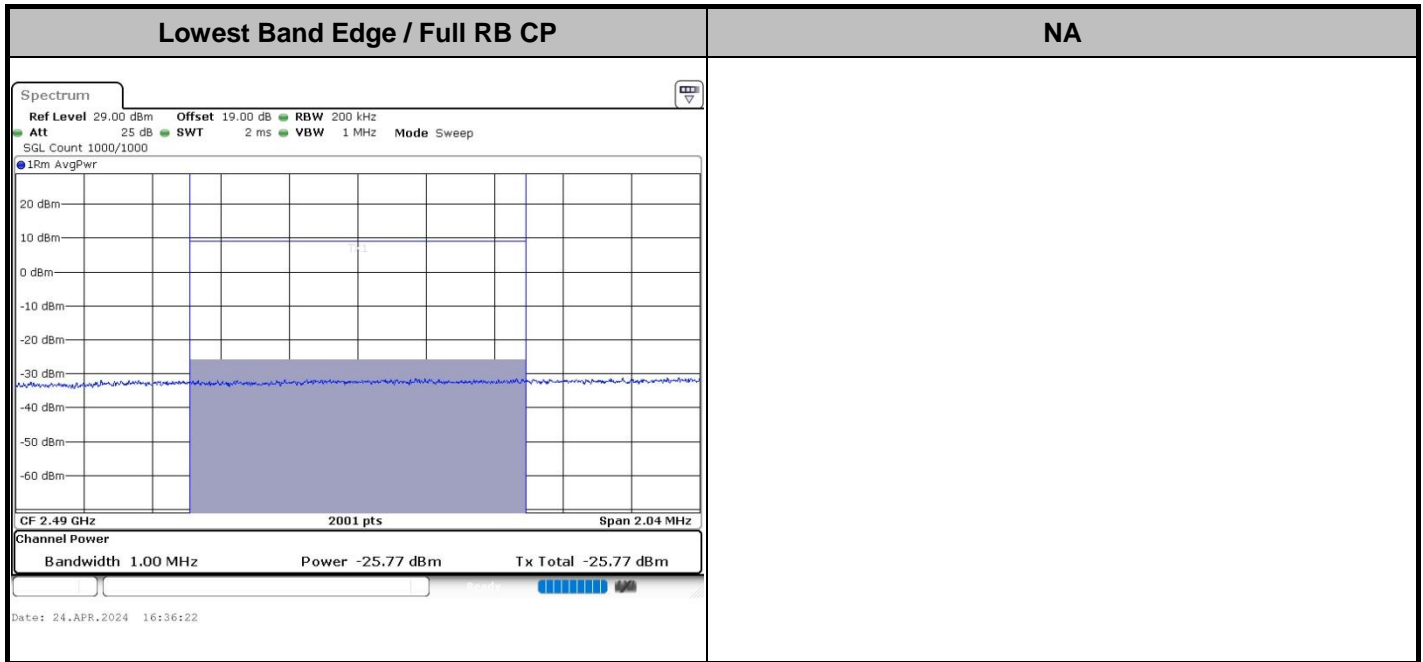 Lowest Band Edge / Full RB CP
NA
Spectrum
Ref Level 29.00 dBm Offset 19.00 dB RBW 200 kHz
Att 25 dB SWT 2 ms VBW 1 MHz Mode Sweep
SGL Count 1000/1000
1Rm AvgPwr
20 dBm
10 dBm
0 dBm
-10 dBm
-20 dBm
-30 dBm
-40 dBm
-50 dBm
-60 dBm
CF 2.49 GHz 2001 pts Span 2.04 MHz
Channel Power
Bandwidth 1.00 MHz Power -25.77 dBm Tx Total -25.77 dBm
Date: 24.APR.2024 16:36:22